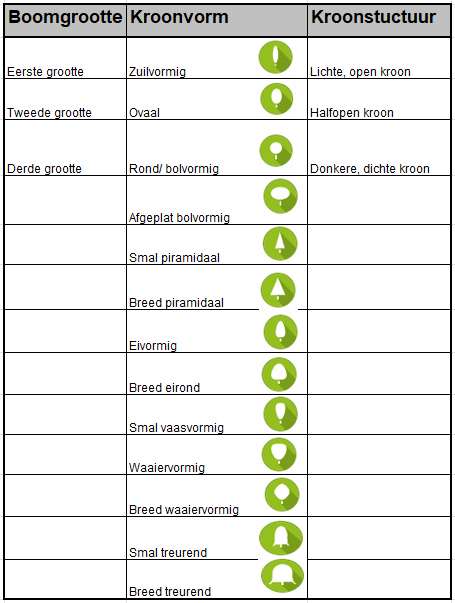 Boomgrootte Kroonvorm Kroonstuctuur
Eerste grootte Zuilvormig Lichte, open kroon
Tweede grootte Ovaal Halfopen kroon
Derde grootte Rond/ bolvormig Donkere, dichte kroon
Afgeplat bolvormig
Smal piramidaal
Breed piramidaal
Eivormig
Breed eirond
Smal vaasvormig
Waaiervormig
Breed waaiervormig
Smal treurend
Breed treurend